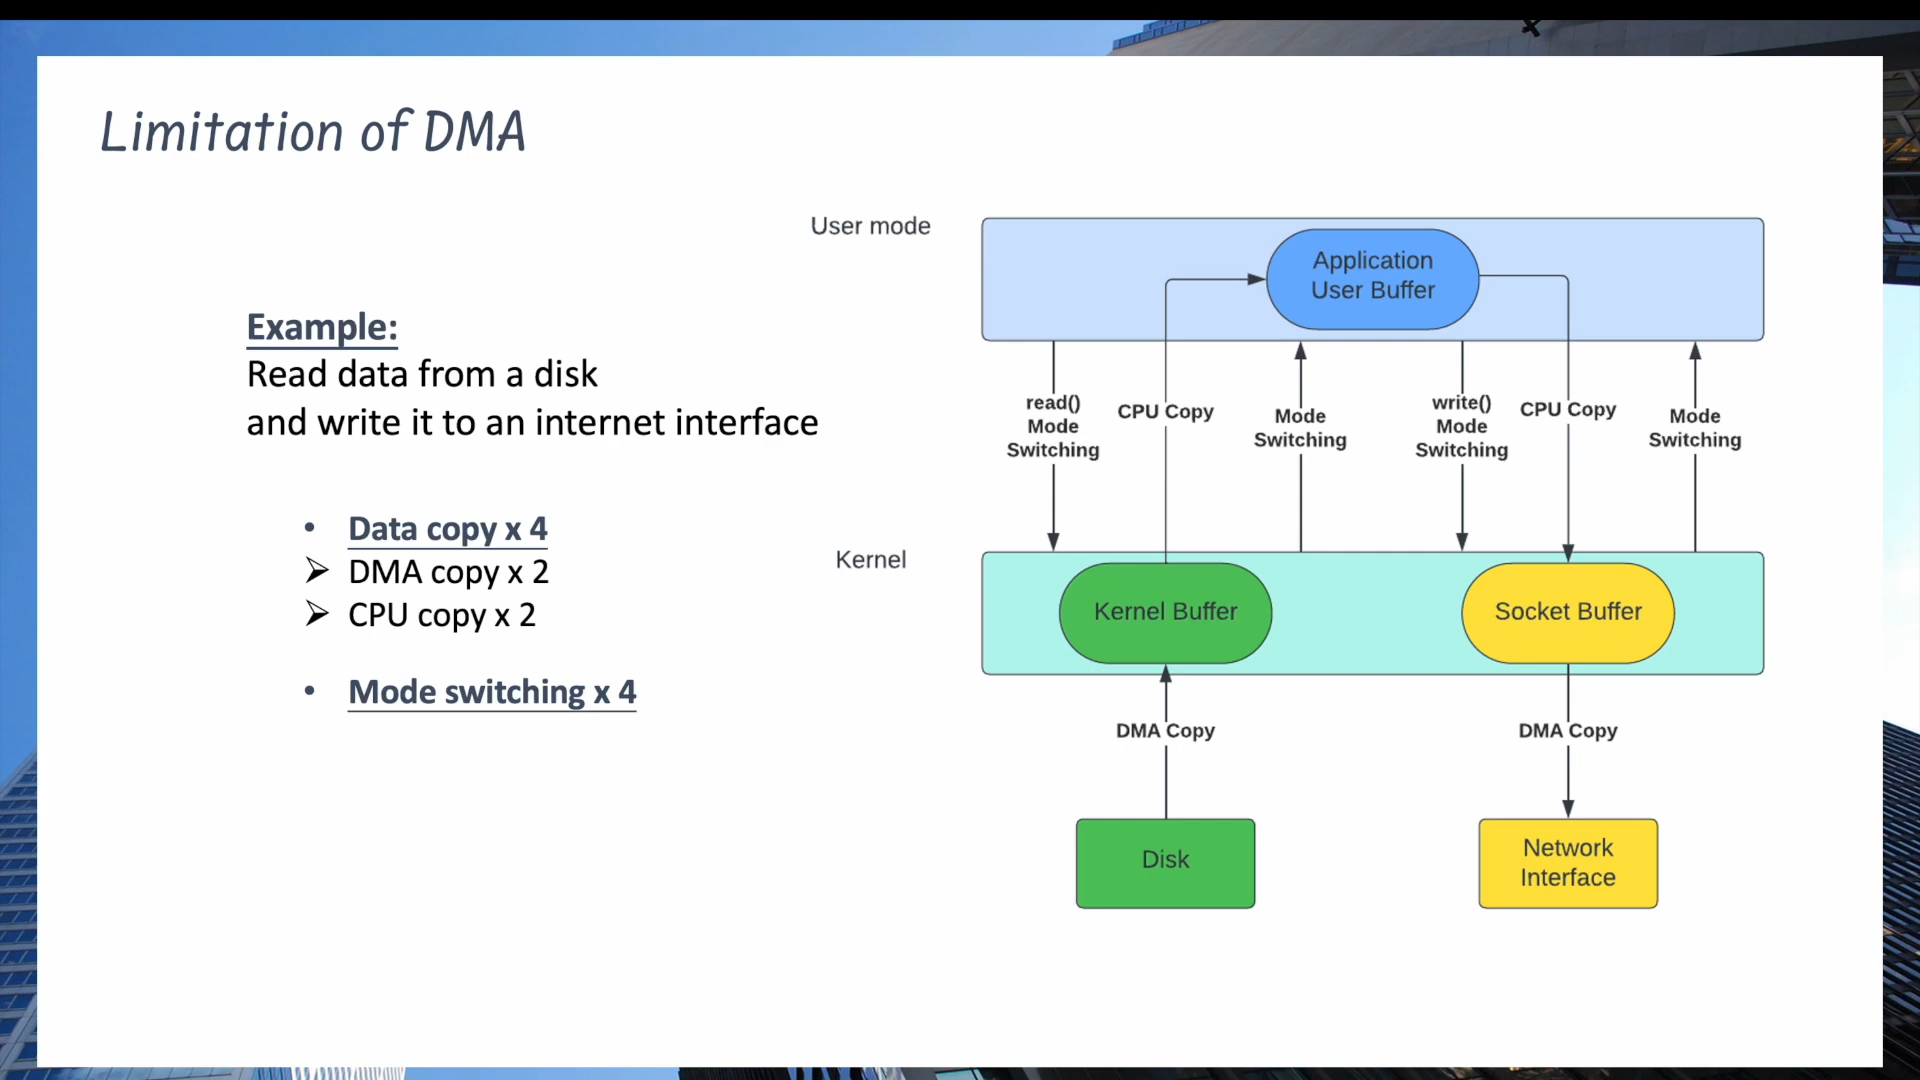 Limitation of DMA
Example:
Read data from a disk
and write it to an internet interface
• Data copy x 4
➢ DMA copy x 2
➢ CPU copy x 2
• Mode switching x 4
User mode
Application
User Buffer
read()
Mode
Switching
CPU Copy
Mode
Switching
write()
Mode
Switching
CPU Copy
Mode
Switching
Kernel
Kernel Buffer
Socket Buffer
DMA Copy
DMA Copy
Disk
Network
Interface